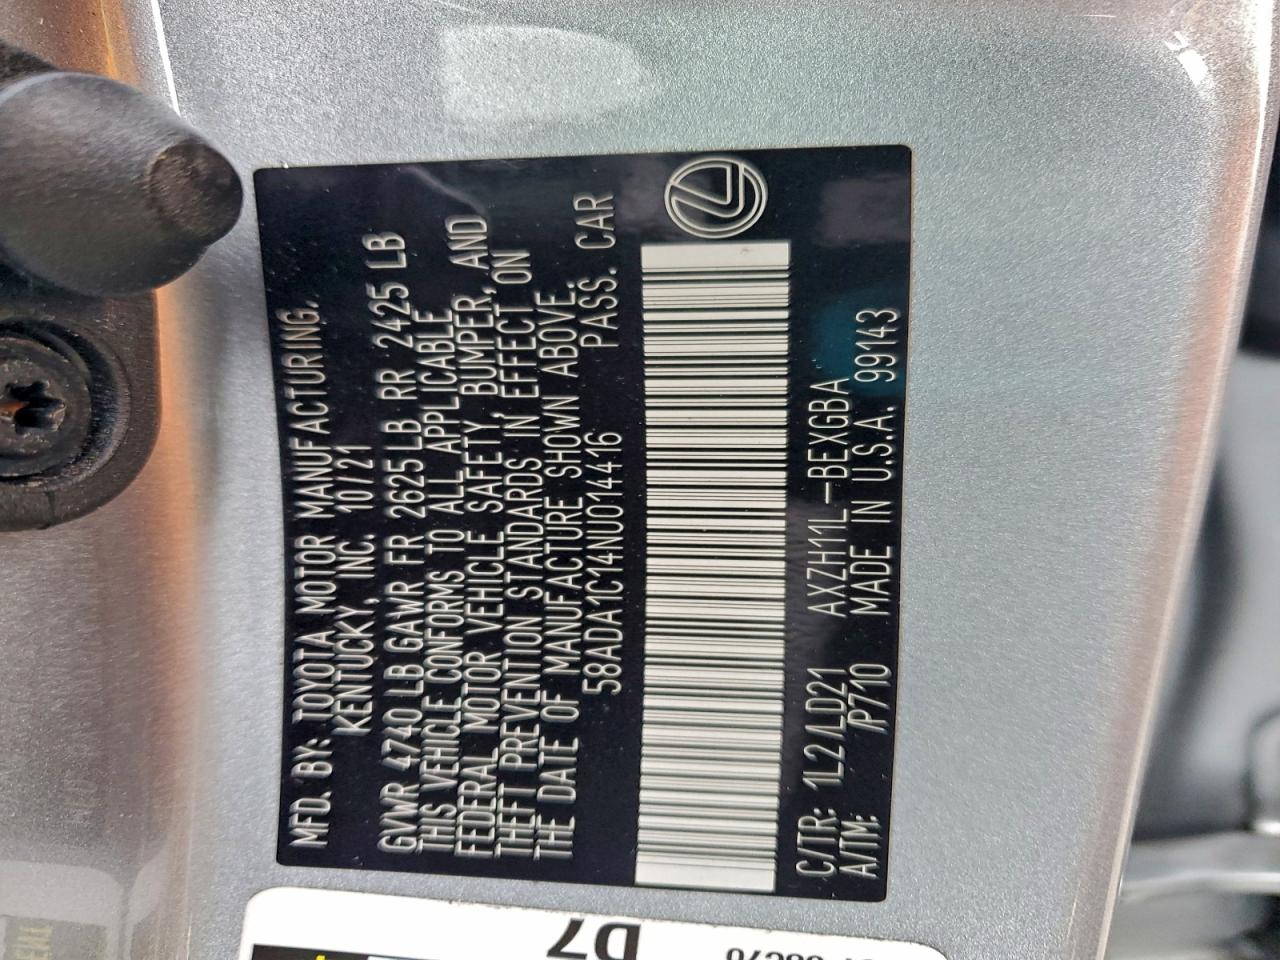 MFD. BY: TOYOTA MOTOR MANUFACTURING.
KENTUCKY, INC. 10/21
GVWR 4740 LB GAWR FR 2625 LB RR 2425 LB
THIS VEHICLE CONFORMS TO ALL APPLICABLE
FEDERAL MOTOR VEHICLE SAFETY, BUMPER, AND
THEFT PREVENTION STANDARDS IN EFFECT ON
THE DATE OF MANUFACTURE SHOWN ABOVE.
58ADA1C14NU014416 PASS. CAR
C/TR: 1L2/LD21 AXZH11L-BEXGBA
A/TM: /P710 MADE IN U.S.A. 99143
D7